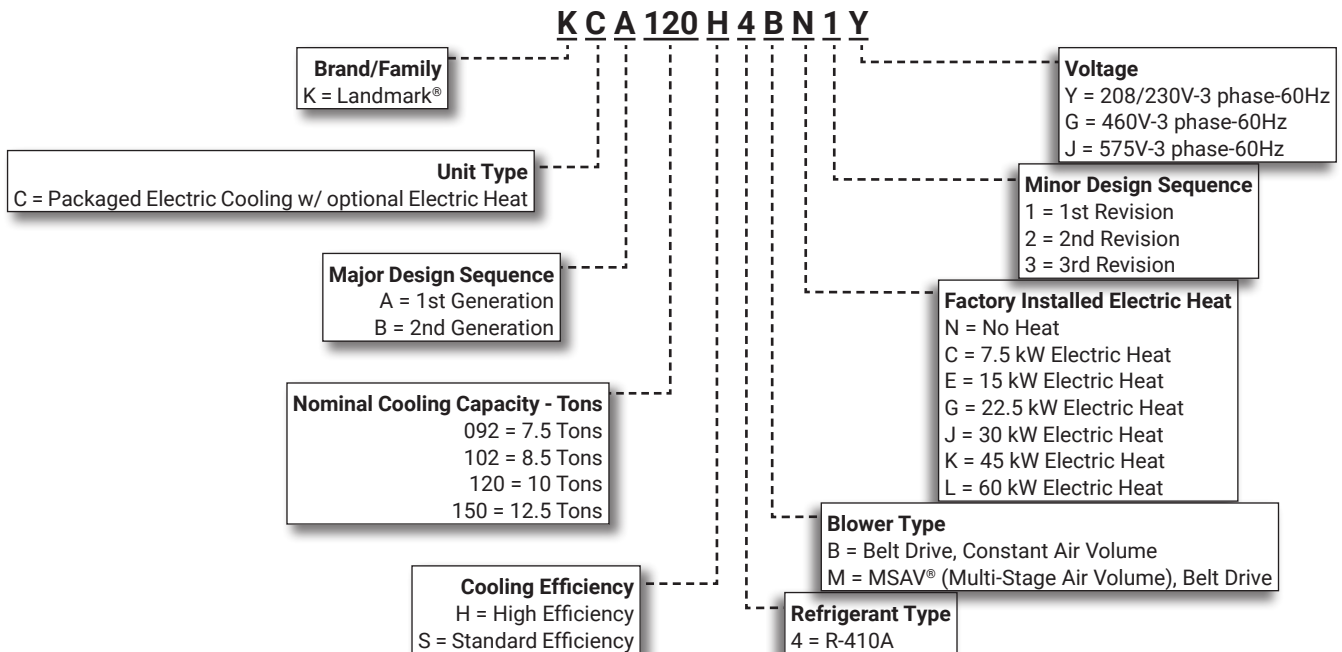 K C A 120 H 4 B N 1 Y
Brand/Family
K = Landmark®
Unit Type
C = Packaged Electric Cooling w/ optional Electric Heat
Major Design Sequence
A = 1st Generation
B = 2nd Generation
Nominal Cooling Capacity - Tons
092 = 7.5 Tons
102 = 8.5 Tons
120 = 10 Tons
150 = 12.5 Tons
Cooling Efficiency
H = High Efficiency
S = Standard Efficiency
Voltage
Y = 208/230V-3 phase-60Hz
G = 460V-3 phase-60Hz
J = 575V-3 phase-60Hz
Minor Design Sequence
1 = 1st Revision
2 = 2nd Revision
3 = 3rd Revision
Factory Installed Electric Heat
N = No Heat
C = 7.5 kW Electric Heat
E = 15 kW Electric Heat
G = 22.5 kW Electric Heat
J = 30 kW Electric Heat
K = 45 kW Electric Heat
L = 60 kW Electric Heat
Blower Type
B = Belt Drive, Constant Air Volume
M = MSAV® (Multi-Stage Air Volume), Belt Drive
Refrigerant Type
4 = R-410A